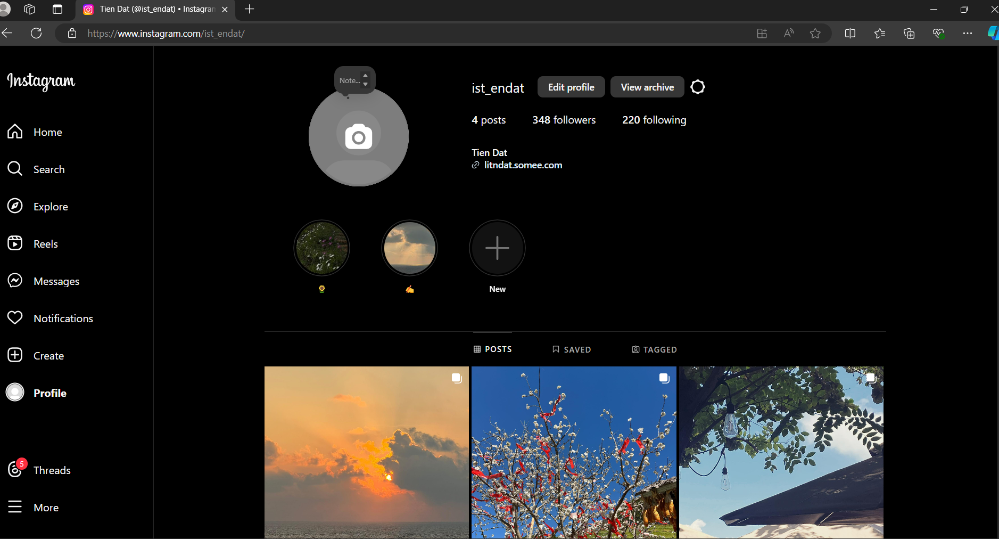 Tien Dat (@ist_endat) • Instagram
https://www.instagram.com/ist_endat/
Instagram
Home
Search
Explore
Reels
Messages
Notifications
Create
Profile
5
Threads
More
Note...
ist_endat
Edit profile
View archive
4 posts
348 followers
220 following
Tien Dat
litndat.somee.com
🌻
✍️
New
POSTS
SAVED
TAGGED